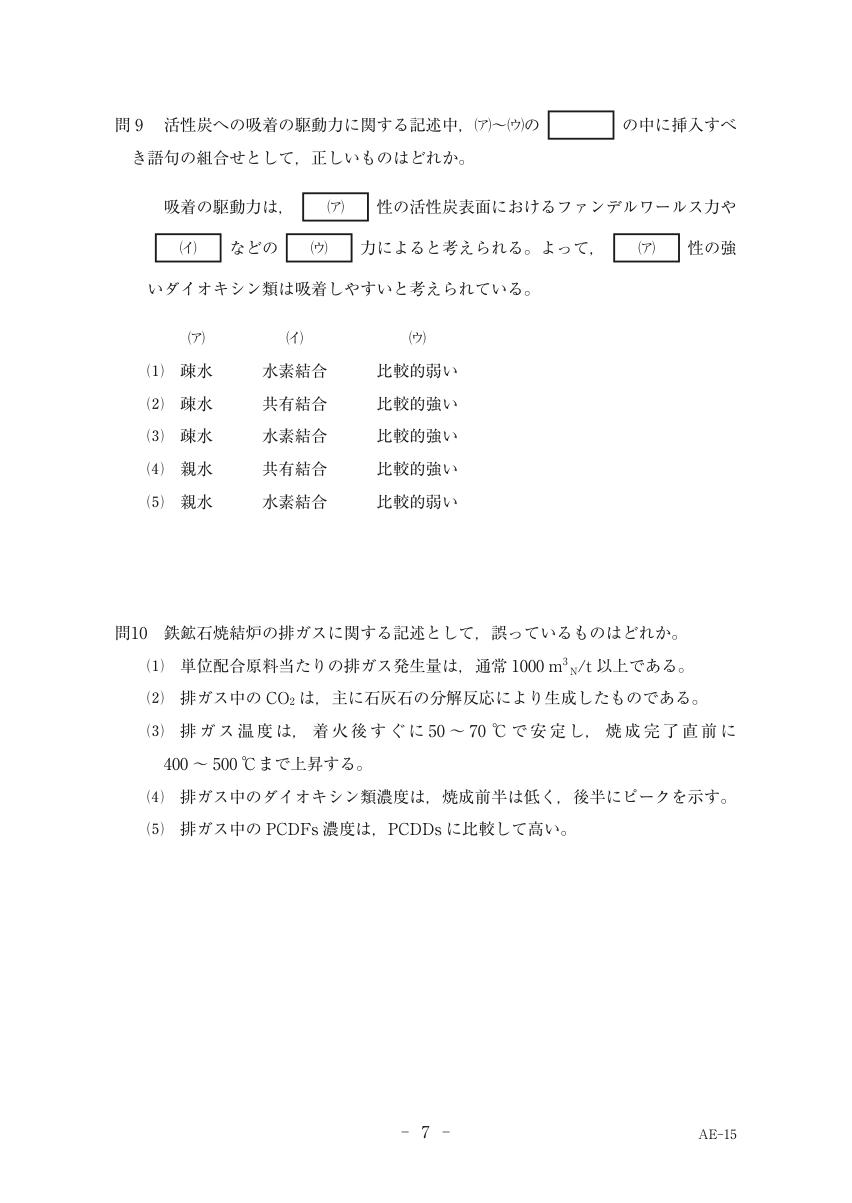 問 9　活性炭への吸着の駆動力に関する記述中，㋐〜㋒の　　の中に挿入すべ
き語句の組合せとして，正しいものはどれか。
吸着の駆動力は，　(ア)　性の活性炭表面におけるファンデルワールス力や
(イ)　などの　(ウ)　力によると考えられる。よって，　(ア)　性の強
いダイオキシン類は吸着しやすいと考えられている。
(ア)　(イ)　(ウ)
(1)　疎水　水素結合　比較的弱い
(2)　疎水　共有結合　比較的強い
(3)　疎水　水素結合　比較的強い
(4)　親水　共有結合　比較的強い
(5)　親水　水素結合　比較的弱い
問10　鉄鉱石焼結炉の排ガスに関する記述として，誤っているものはどれか。
(1)　単位配合原料当たりの排ガス発生量は，通常 1000 m³N/t 以上である。
(2)　排ガス中の CO₂ は，主に石灰石の分解反応により生成したものである。
(3)　排ガス温度は，着火後すぐに 50 〜 70 ℃ で安定し，焼成完了直前に
400 〜 500 ℃ まで上昇する。
(4)　排ガス中のダイオキシン類濃度は，焼成前半は低く，後半にピークを示す。
(5)　排ガス中の PCDFs 濃度は，PCDDs に比較して高い。
- 7 -
AE-15